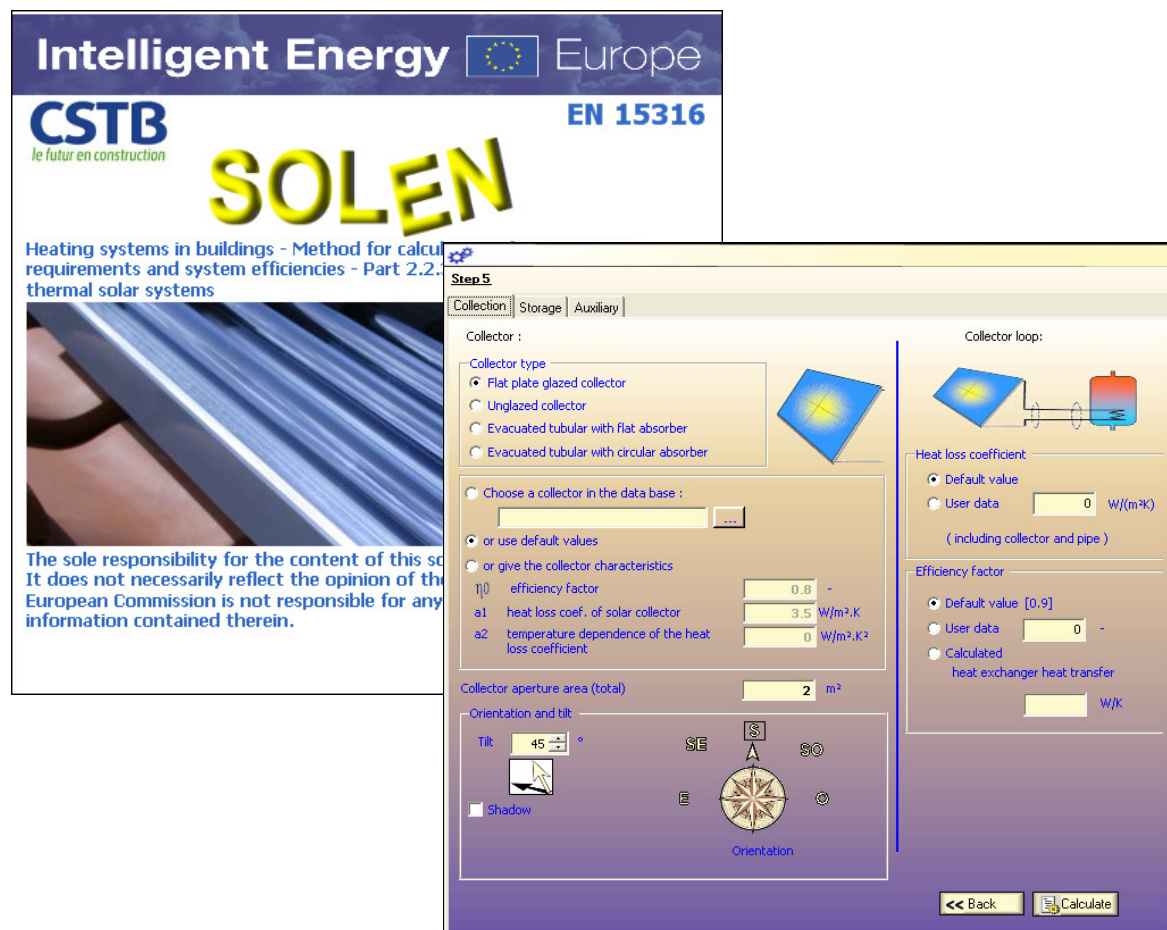 Intelligent Energy Europe
CSTB
le futur en construction
EN 15316
SOLEN
Heating systems in buildings - Method for calcu
requirements and system efficiencies - Part 2.2.
thermal solar systems
The sole responsibility for the content of this
It does not necessarily reflect the opinion of the
European Commission is not responsible for any
information contained therein.
Step 5
Collection Storage Auxiliary
Collector :
Collector type
Flat plate glazed collector
Unglazed collector
Evacuated tubular with flat absorber
Evacuated tubular with circular absorber
Choose a collector in the data base :
...
or use default values
or give the collector characteristics
η0 efficiency factor 0.8 -
a1 heat loss coef. of solar collector 3.5 W/m².K
a2 temperature dependence of the heat
loss coefficient 0 W/m².K²
Collector aperture area (total) 2 m²
Orientation and tilt
Tilt 45 °
Shadow
S
SE SO
E O
Orientation
Collector loop:
Heat loss coefficient
Default value
User data 0 W/(m²K)
( including collector and pipe )
Efficiency factor
Default value [0.9]
User data 0 -
Calculated
heat exchanger heat transfer
W/K
<< Back Calculate